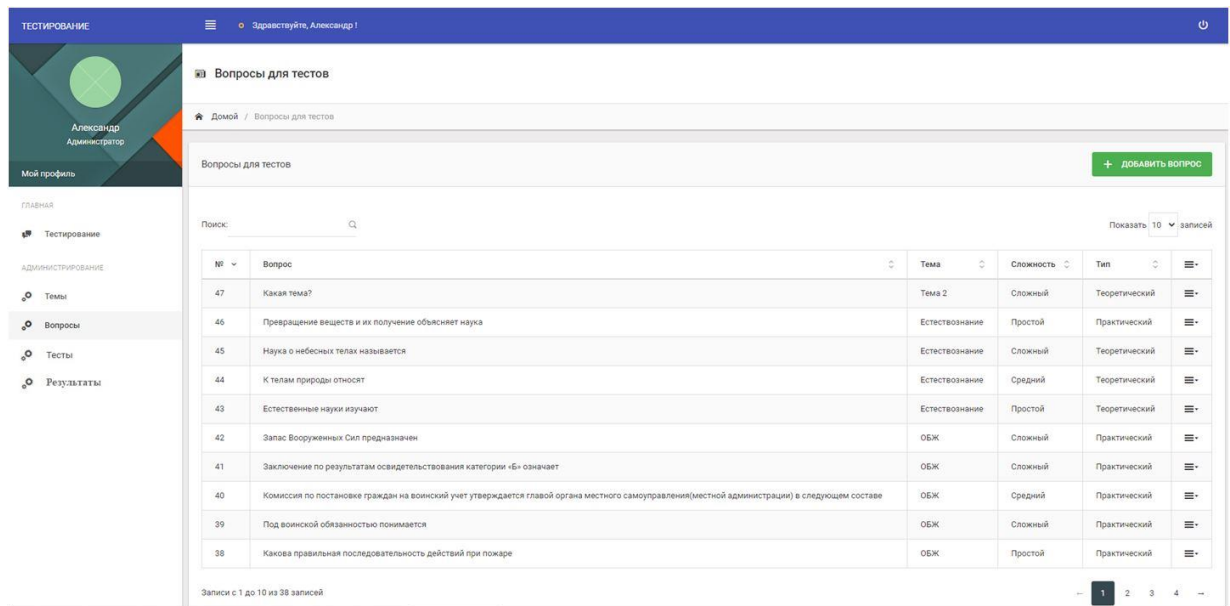 ТЕСТИРОВАНИЕ
Здравствуйте, Александр !
Александр
Администратор
Мой профиль
ГЛАВНАЯ
Тестирование
АДМИНИСТРИРОВАНИЕ
Темы
Вопросы
Тесты
Результаты
Вопросы для тестов
Домой / Вопросы для тестов
Вопросы для тестов
+ ДОБАВИТЬ ВОПРОС
Поиск:
Показать 10 записей
№ Вопрос Тема Сложность Тип
47 Какая тема? Тема 2 Сложный Теоретический
46 Превращение веществ и их получение объясняет наука Естествознание Простой Практический
45 Наука о небесных телах называется Естествознание Сложный Теоретический
44 К телам природы относят Естествознание Средний Теоретический
43 Естественные науки изучают Естествознание Простой Теоретический
42 Запас Вооруженных Сил предназначен ОБЖ Сложный Практический
41 Заключение по результатам освидетельствования категории «Б» означает ОБЖ Сложный Практический
40 Комиссия по постановке граждан на воинский учет утверждается главой органа местного самоуправления(местной администрации) в следующем составе ОБЖ Средний Практический
39 Под воинской обязанностью понимается ОБЖ Сложный Практический
38 Какова правильная последовательность действий при пожаре ОБЖ Простой Практический
Записи с 1 до 10 из 38 записей
← 1 2 3 4 →